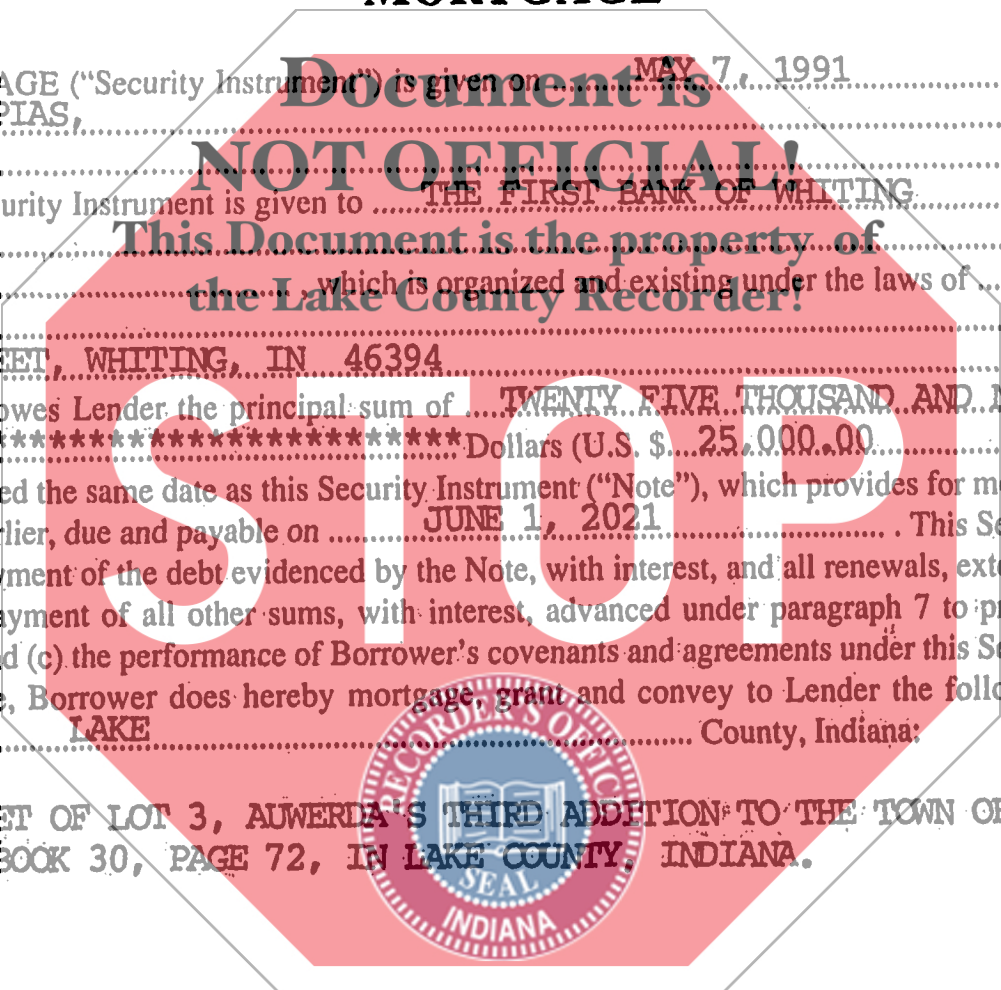 MORTGAGE
AGE ("Security Instrument") is given on MAY 7, 1991
PIAS,
Document is
NOT OFFICIAL!
urity Instrument is given to THE FIRST BANK OF WHITING
This Document is the property of
the Lake County Recorder!
, which is organized and existing under the laws of
EET, WHITING, IN 46394
owes Lender the principal sum of TWENTY FIVE THOUSAND AND
************************Dollars (U.S. $ 25,000.00
ed the same date as this Security Instrument ("Note"), which provides for m
rlier, due and payable on JUNE 1, 2021 . This Se
yment of the debt evidenced by the Note, with interest, and all renewals, exte
ayment of all other sums, with interest, advanced under paragraph 7 to p
d (c) the performance of Borrower's covenants and agreements under this Se
e, Borrower does hereby mortgage, grant and convey to Lender the follo
LAKE County, Indiana:
ET OF LOT 3, AUWERDA'S THIRD ADDITION TO THE TOWN OF
BOOK 30, PAGE 72, IN LAKE COUNTY, INDIANA.
STOP
RECORDER'S OFFICE
SEAL
INDIANA